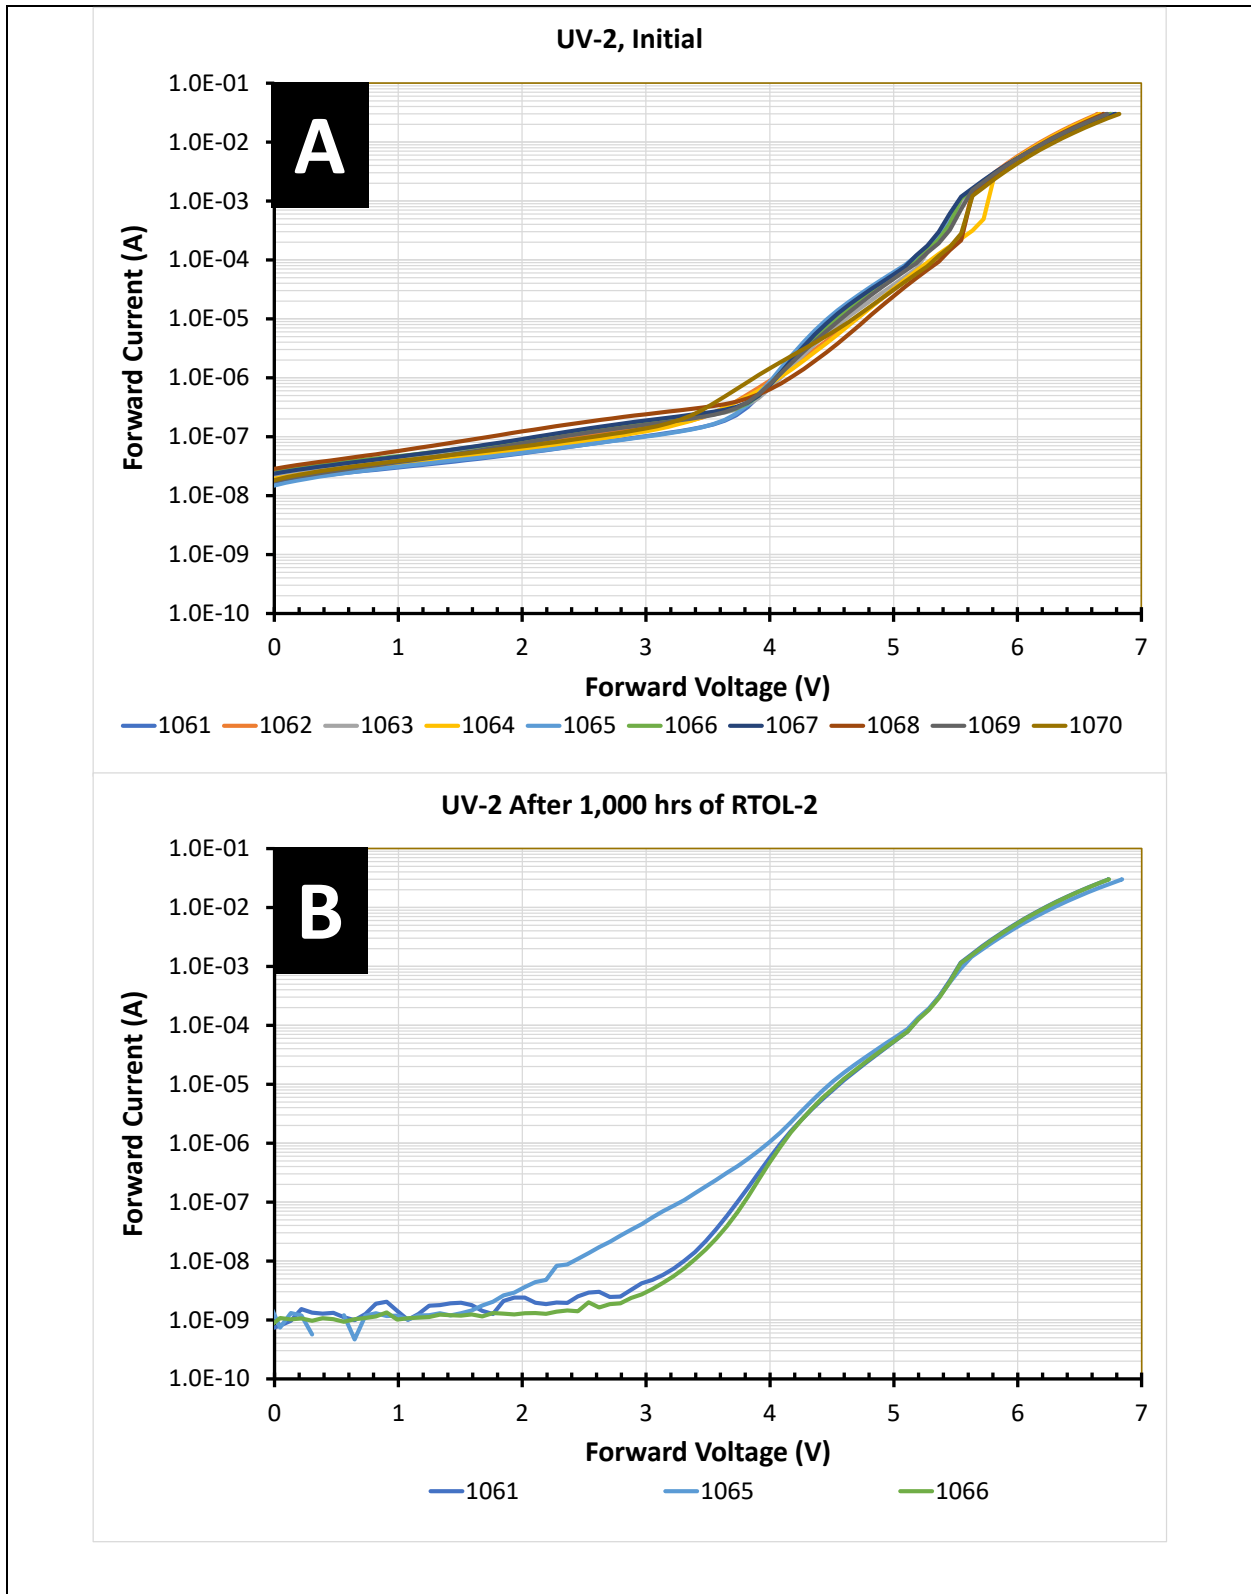 UV-2, Initial
A
1.0E-01
1.0E-02
1.0E-03
1.0E-04
1.0E-05
1.0E-06
1.0E-07
1.0E-08
1.0E-09
1.0E-10
Forward Current (A)
0 1 2 3 4 5 6 7
Forward Voltage (V)
1061 1062 1063 1064 1065 1066 1067 1068 1069 1070
UV-2 After 1,000 hrs of RTOL-2
B
1.0E-01
1.0E-02
1.0E-03
1.0E-04
1.0E-05
1.0E-06
1.0E-07
1.0E-08
1.0E-09
1.0E-10
Forward Current (A)
0 1 2 3 4 5 6 7
Forward Voltage (V)
1061 1065 1066